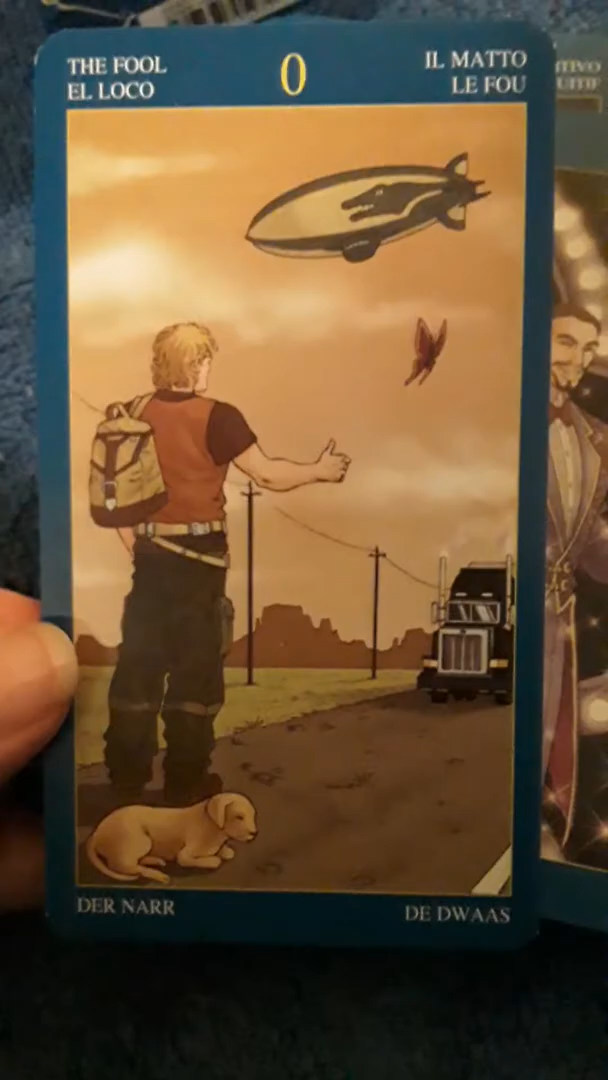 THE FOOL
EL LOCO
0
IL MATTO
LE FOU
DER NARR
DE DWAAS